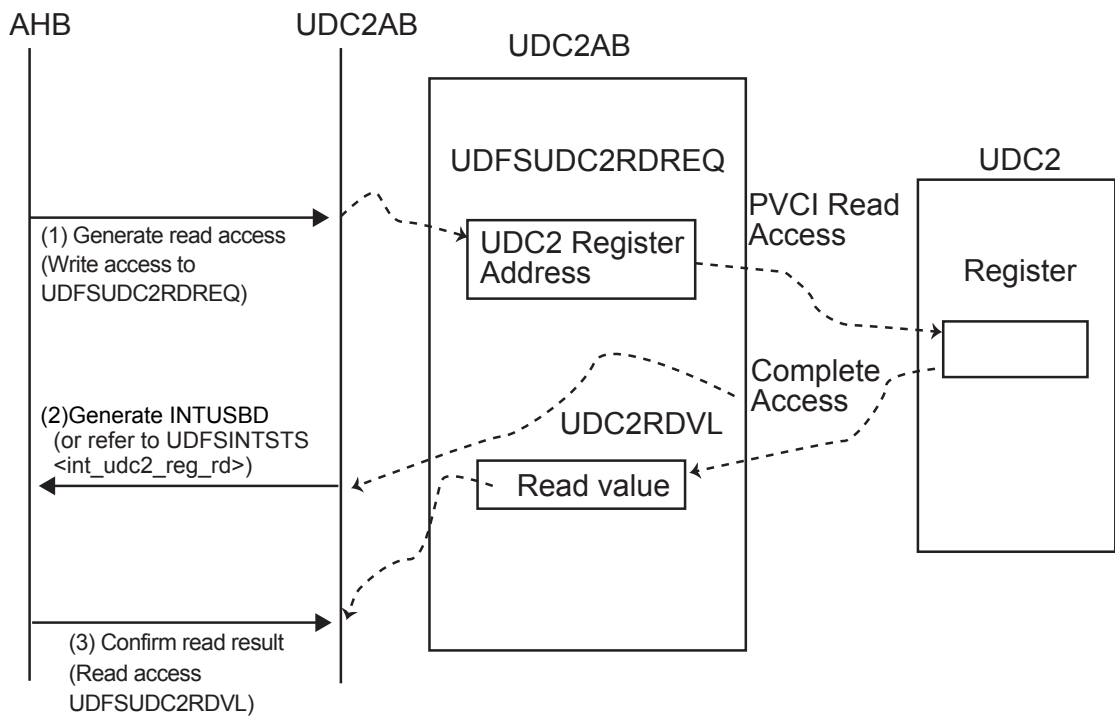 AHB
UDC2AB
UDC2AB
UDFSUDC2RDREQ
UDC2
PVCI Read
Access
(1) Generate read access
(Write access to
UDFSUDC2RDREQ)
UDC2 Register
Address
Register
Complete
Access
(2)Generate INTUSBD
(or refer to UDFSINTSTS
<int_udc2_reg_rd>)
UDC2RDVL
Read value
(3) Confirm read result
(Read access
UDFSUDC2RDVL)